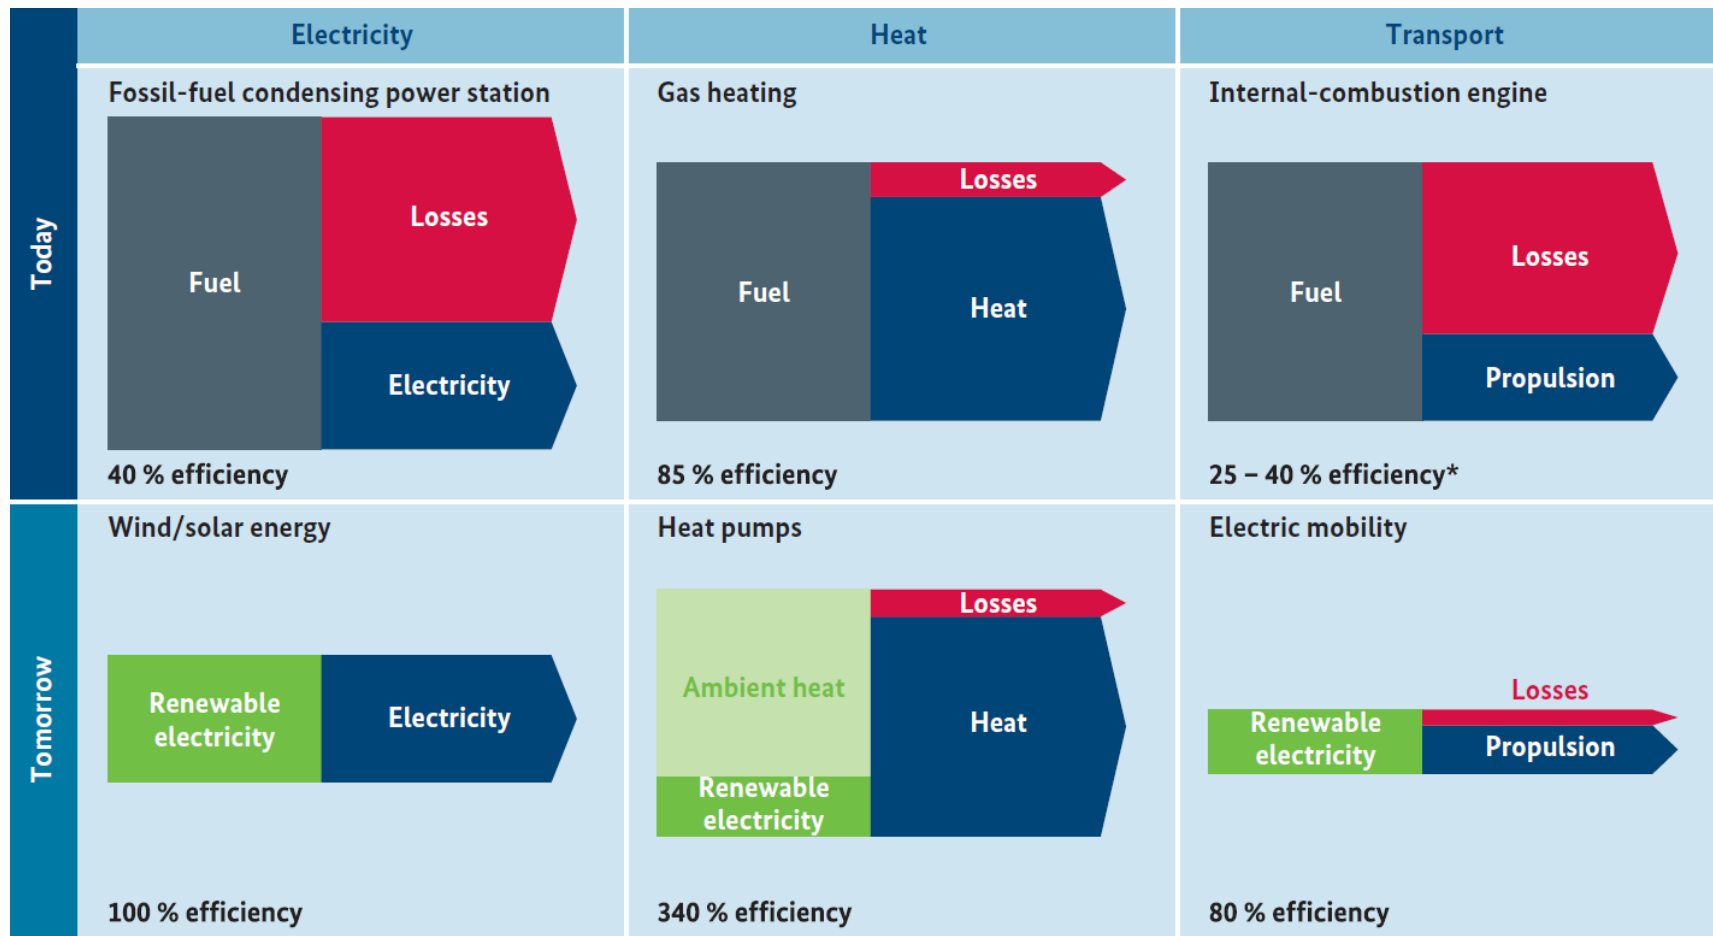 Electricity
Heat
Transport
Today
Fossil-fuel condensing power station
Fuel
Losses
Electricity
40 % efficiency
Gas heating
Fuel
Losses
Heat
85 % efficiency
Internal-combustion engine
Fuel
Losses
Propulsion
25 – 40 % efficiency*
Tomorrow
Wind/solar energy
Renewable
electricity
Electricity
100 % efficiency
Heat pumps
Ambient heat
Renewable
electricity
Losses
Heat
340 % efficiency
Electric mobility
Renewable
electricity
Losses
Propulsion
80 % efficiency